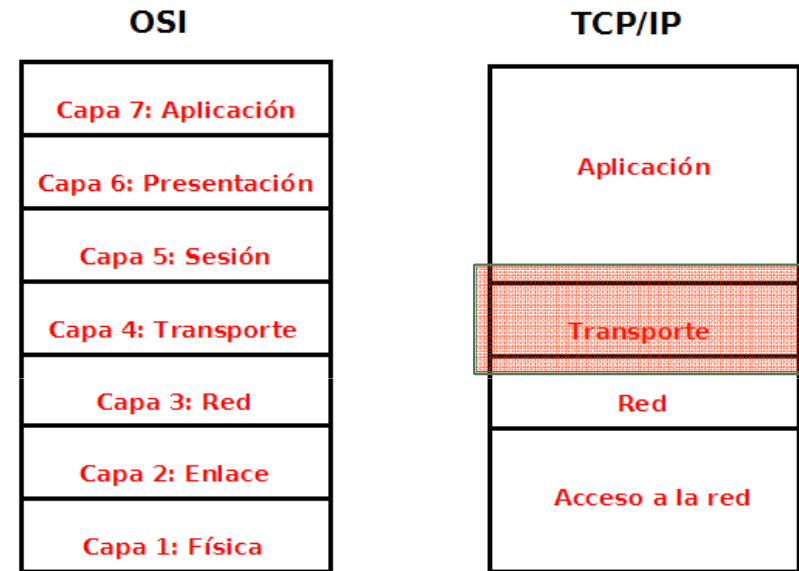 OSI
TCP/IP
Capa 7: Aplicación
Capa 6: Presentación
Capa 5: Sesión
Capa 4: Transporte
Capa 3: Red
Capa 2: Enlace
Capa 1: Física
Aplicación
Transporte
Red
Acceso a la red